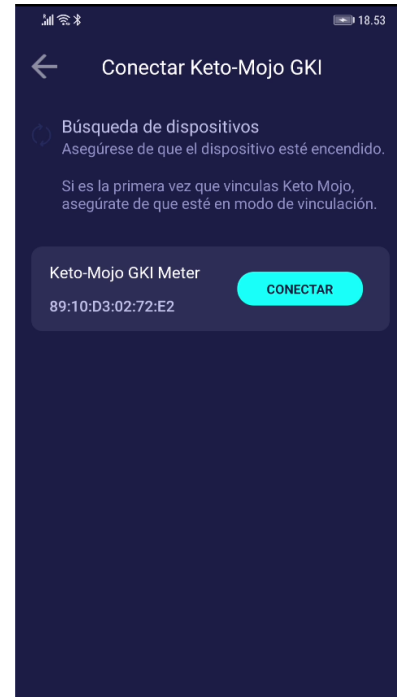 18.53
Conectar Keto-Mojo GKI
Búsqueda de dispositivos
Asegúrese de que el dispositivo esté encendido.
Si es la primera vez que vinculas Keto Mojo,
asegúrate de que esté en modo de vinculación.
Keto-Mojo GKI Meter
CONECTAR
89:10:D3:02:72:E2